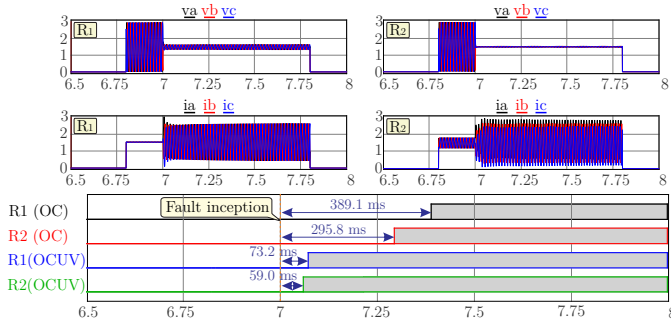 va vb vc
va vb vc
3
2
1
0
R1
6.5 6.75 7 7.25 7.5 7.75 8
3
2
1
0
R2
6.5 6.75 7 7.25 7.5 7.75 8
ia ib ic
ia ib ic
3
2
1
0
R1
6.5 6.75 7 7.25 7.5 7.75 8
3
2
1
0
R2
6.5 6.75 7 7.25 7.5 7.75 8
Fault inception
R1 (OC)
389.1 ms
R2 (OC)
295.8 ms
R1(OCUV)
73.2 ms
R2(OCUV)
59.0 ms
6.5 6.75 7 7.25 7.5 7.75 8